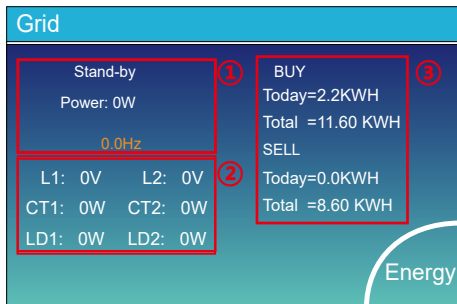 Grid
①
Stand-by
Power: 0W
0.0Hz
②
L1: 0V L2: 0V
CT1: 0W CT2: 0W
LD1: 0W LD2: 0W
③
BUY
Today=2.2KWH
Total =11.60 KWH
SELL
Today=0.0KWH
Total =8.60 KWH
Energy